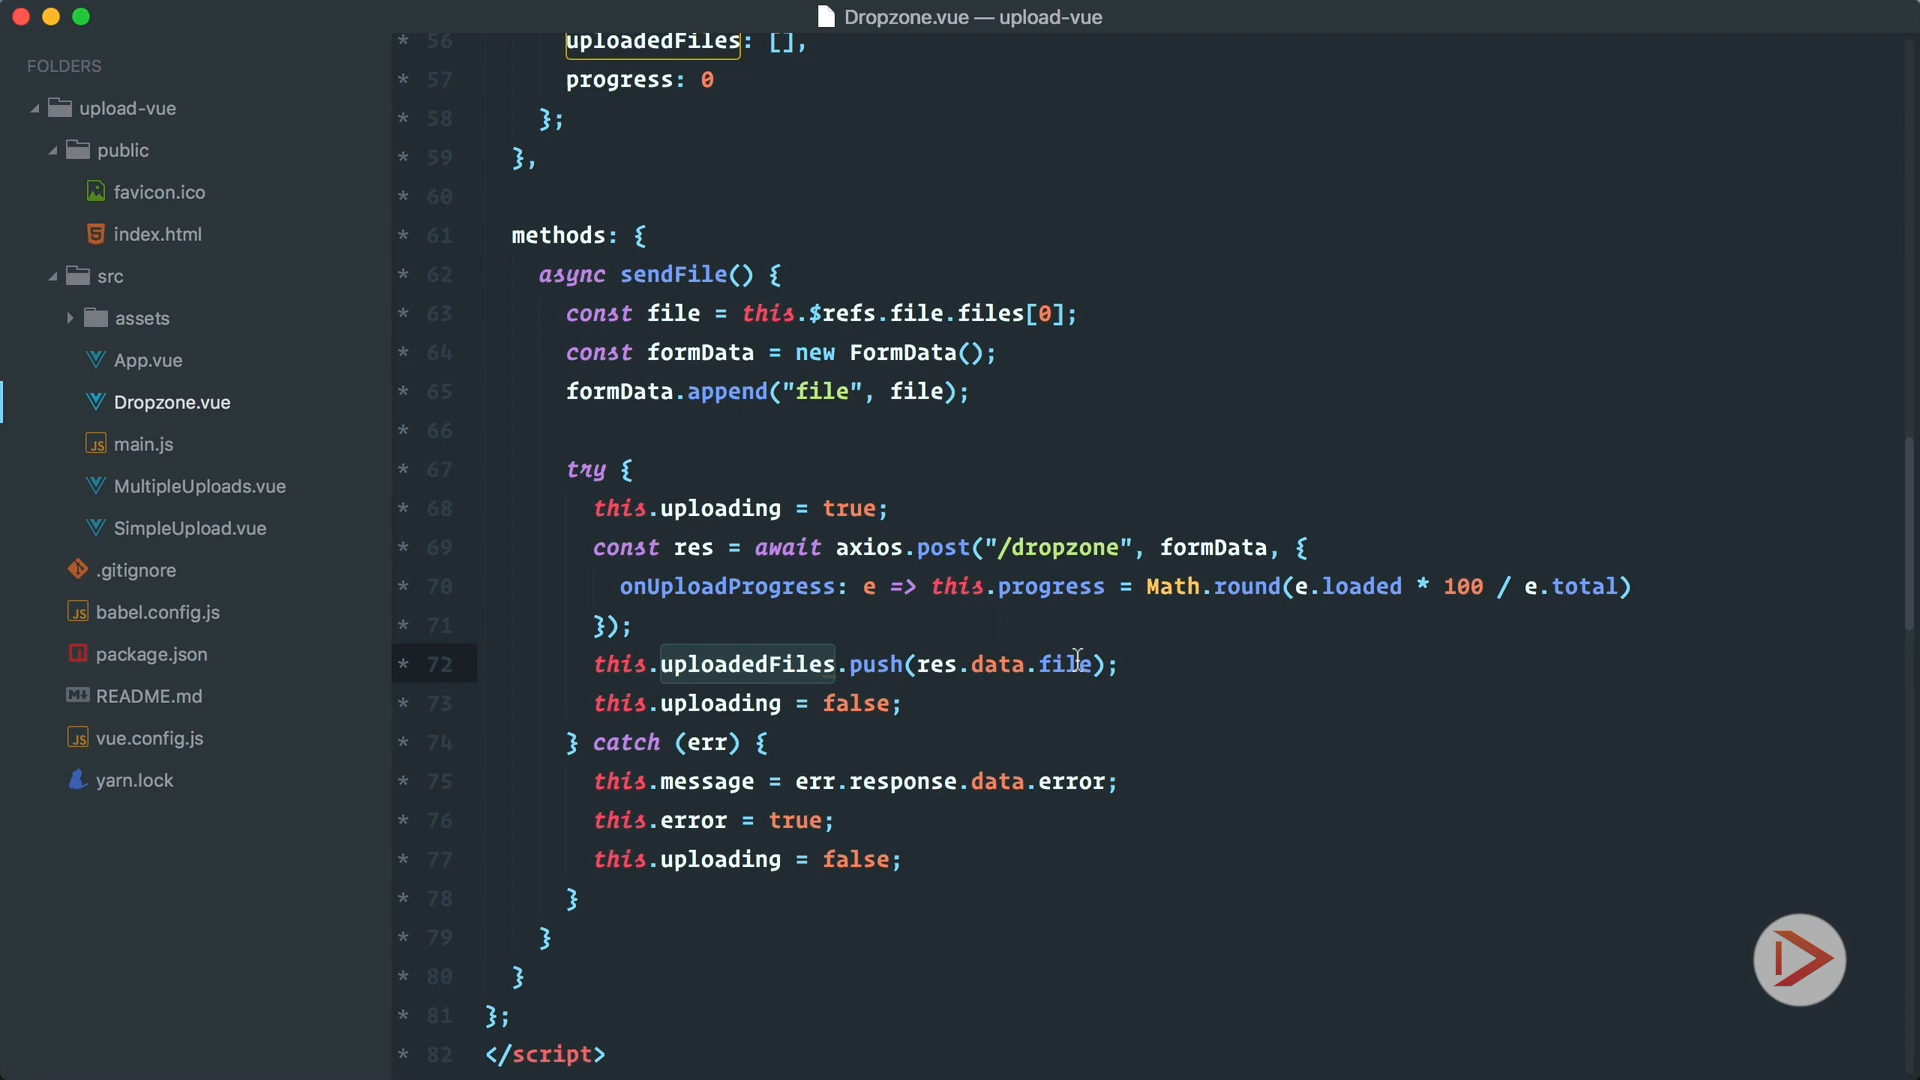 Dropzone.vue — upload-vue
FOLDERS
upload-vue
public
favicon.ico
index.html
src
assets
App.vue
Dropzone.vue
JS main.js
MultipleUploads.vue
SimpleUpload.vue
.gitignore
JS babel.config.js
package.json
README.md
JS vue.config.js
yarn.lock
* 56 uploadedFiles: [],
* 57 progress: 0
* 58 };
* 59 },
* 60
* 61 methods: {
* 62 async sendFile() {
* 63 const file = this.$refs.file.files[0];
* 64 const formData = new FormData();
* 65 formData.append("file", file);
* 66
* 67 try {
* 68 this.uploading = true;
* 69 const res = await axios.post("/dropzone", formData, {
* 70 onUploadProgress: e => this.progress = Math.round(e.loaded * 100 / e.total)
* 71 });
* 72 this.uploadedFiles.push(res.data.file);
* 73 this.uploading = false;
* 74 } catch (err) {
* 75 this.message = err.response.data.error;
* 76 this.error = true;
* 77 this.uploading = false;
* 78 }
* 79 }
* 80 }
* 81 };
* 82 </script>